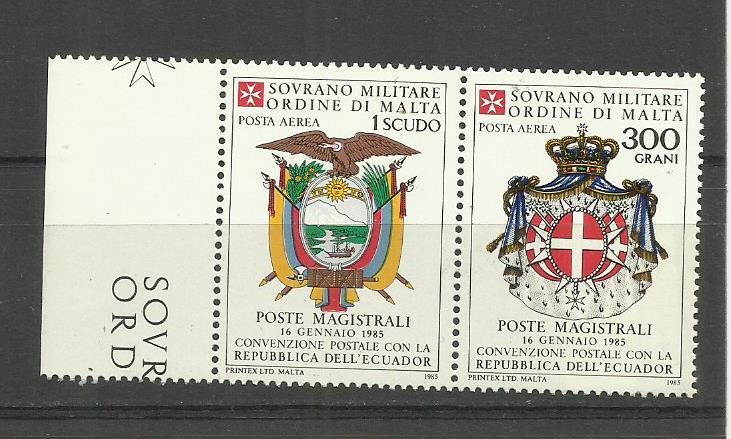 SOVR
ORD
SOVRANO MILITARE
ORDINE DI MALTA
POSTA AEREA
1 SCUDO
POSTE MAGISTRALI
16 GENNAIO 1985
CONVENZIONE POSTALE CON LA
REPUBBLICA DELL'ECUADOR
PRINTEX LTD. MALTA
1985
SOVRANO MILITARE
ORDINE DI MALTA
POSTA AEREA
300
GRANI
POSTE MAGISTRALI
16 GENNAIO 1985
CONVENZIONE POSTALE CON LA
REPUBBLICA DELL'ECUADOR
PRINTEX LTD. MALTA
1985